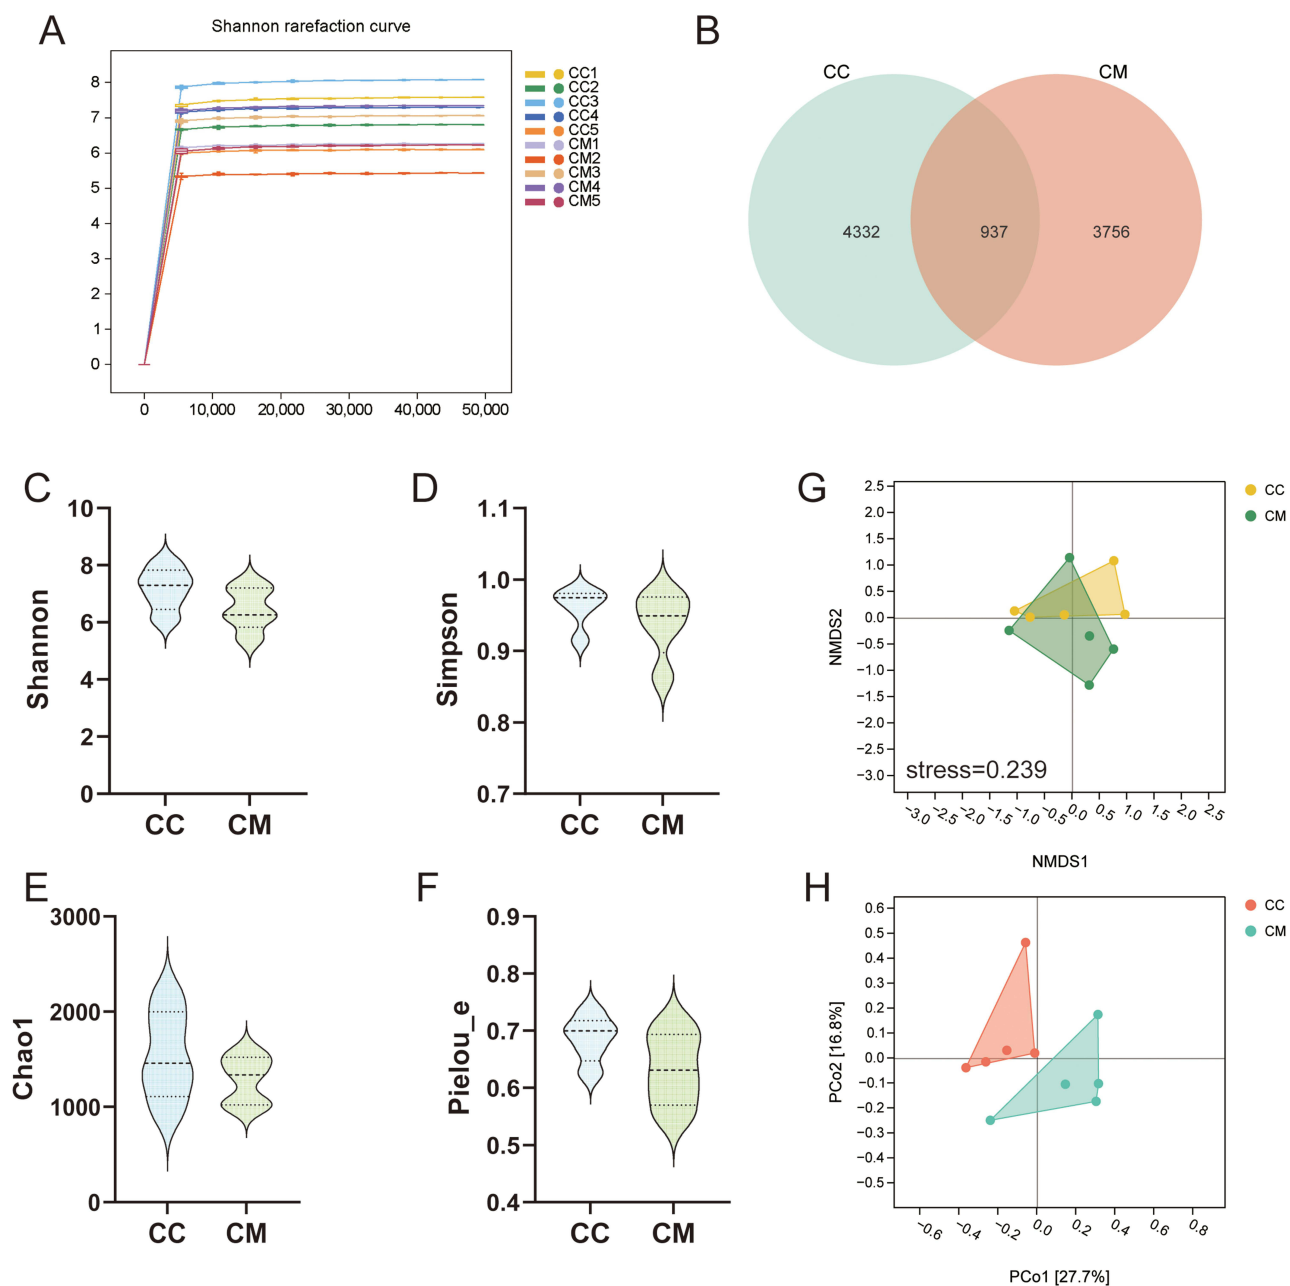 A
Shannon rarefaction curve
8
7
6
5
4
3
2
1
0
0 10,000 20,000 30,000 40,000 50,000
CC1
CC2
CC3
CC4
CC5
CM1
CM2
CM3
CM4
CM5
B
CC CM
4332 937 3756
C
Shannon
10
8
6
4
2
0
CC CM
D
Simpson
1.1
1.0
0.9
0.8
0.7
CC CM
G
NMDS2
2.5
2.0
1.5
1.0
0.5
0.0
−0.5
−1.0
−1.5
−2.0
−2.5
−3.0
stress=0.239
−3.0 −2.5 −2.0 −1.5 −1.0 −0.5 0.0 0.5 1.0 1.5 2.0 2.5
NMDS1
CC
CM
E
Chao1
3000
2000
1000
0
CC CM
F
Pielou_e
0.9
0.8
0.7
0.6
0.5
0.4
CC CM
H
PCo2 [16.8%]
0.6
0.5
0.4
0.3
0.2
0.1
0.0
−0.1
−0.2
−0.3
−0.4
−0.5
−0.6 −0.4 −0.2 0.0 0.2 0.4 0.6 0.8
PCo1 [27.7%]
CC
CM